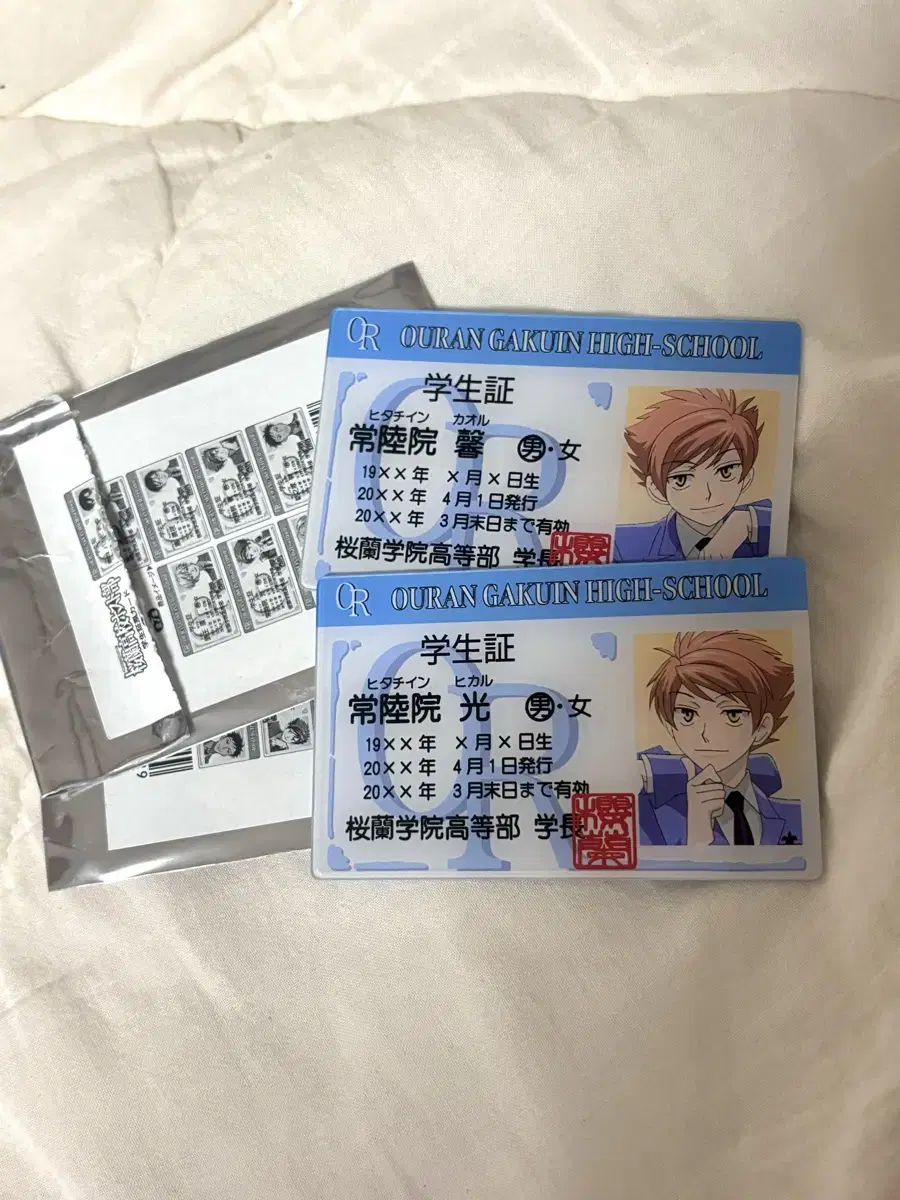 OR OURAN GAKUIN HIGH-SCHOOL
学生証
ヒタチイン カオル
常陸院 馨 男・女
19××年 ×月×日生
20××年 4月1日発行
20××年 3月末日まで有効
桜蘭学院高等部 学長
OR OURAN GAKUIN HIGH-SCHOOL
学生証
ヒタチイン ヒカル
常陸院 光 男・女
19××年 ×月×日生
20××年 4月1日発行
20××年 3月末日まで有効
桜蘭学院高等部 学長
櫻蘭